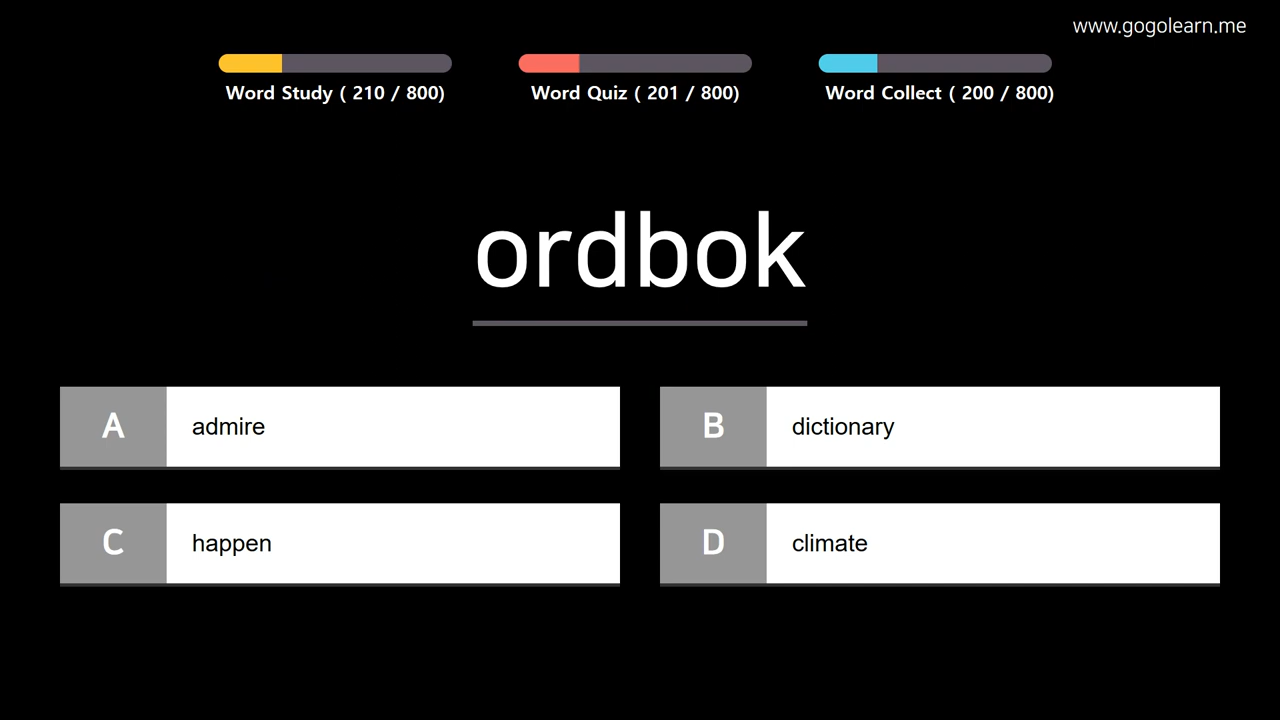 www.gogolearn.me
Word Study ( 210 / 800)
Word Quiz ( 201 / 800)
Word Collect ( 200 / 800)
ordbok
A admire
B dictionary
C happen
D climate